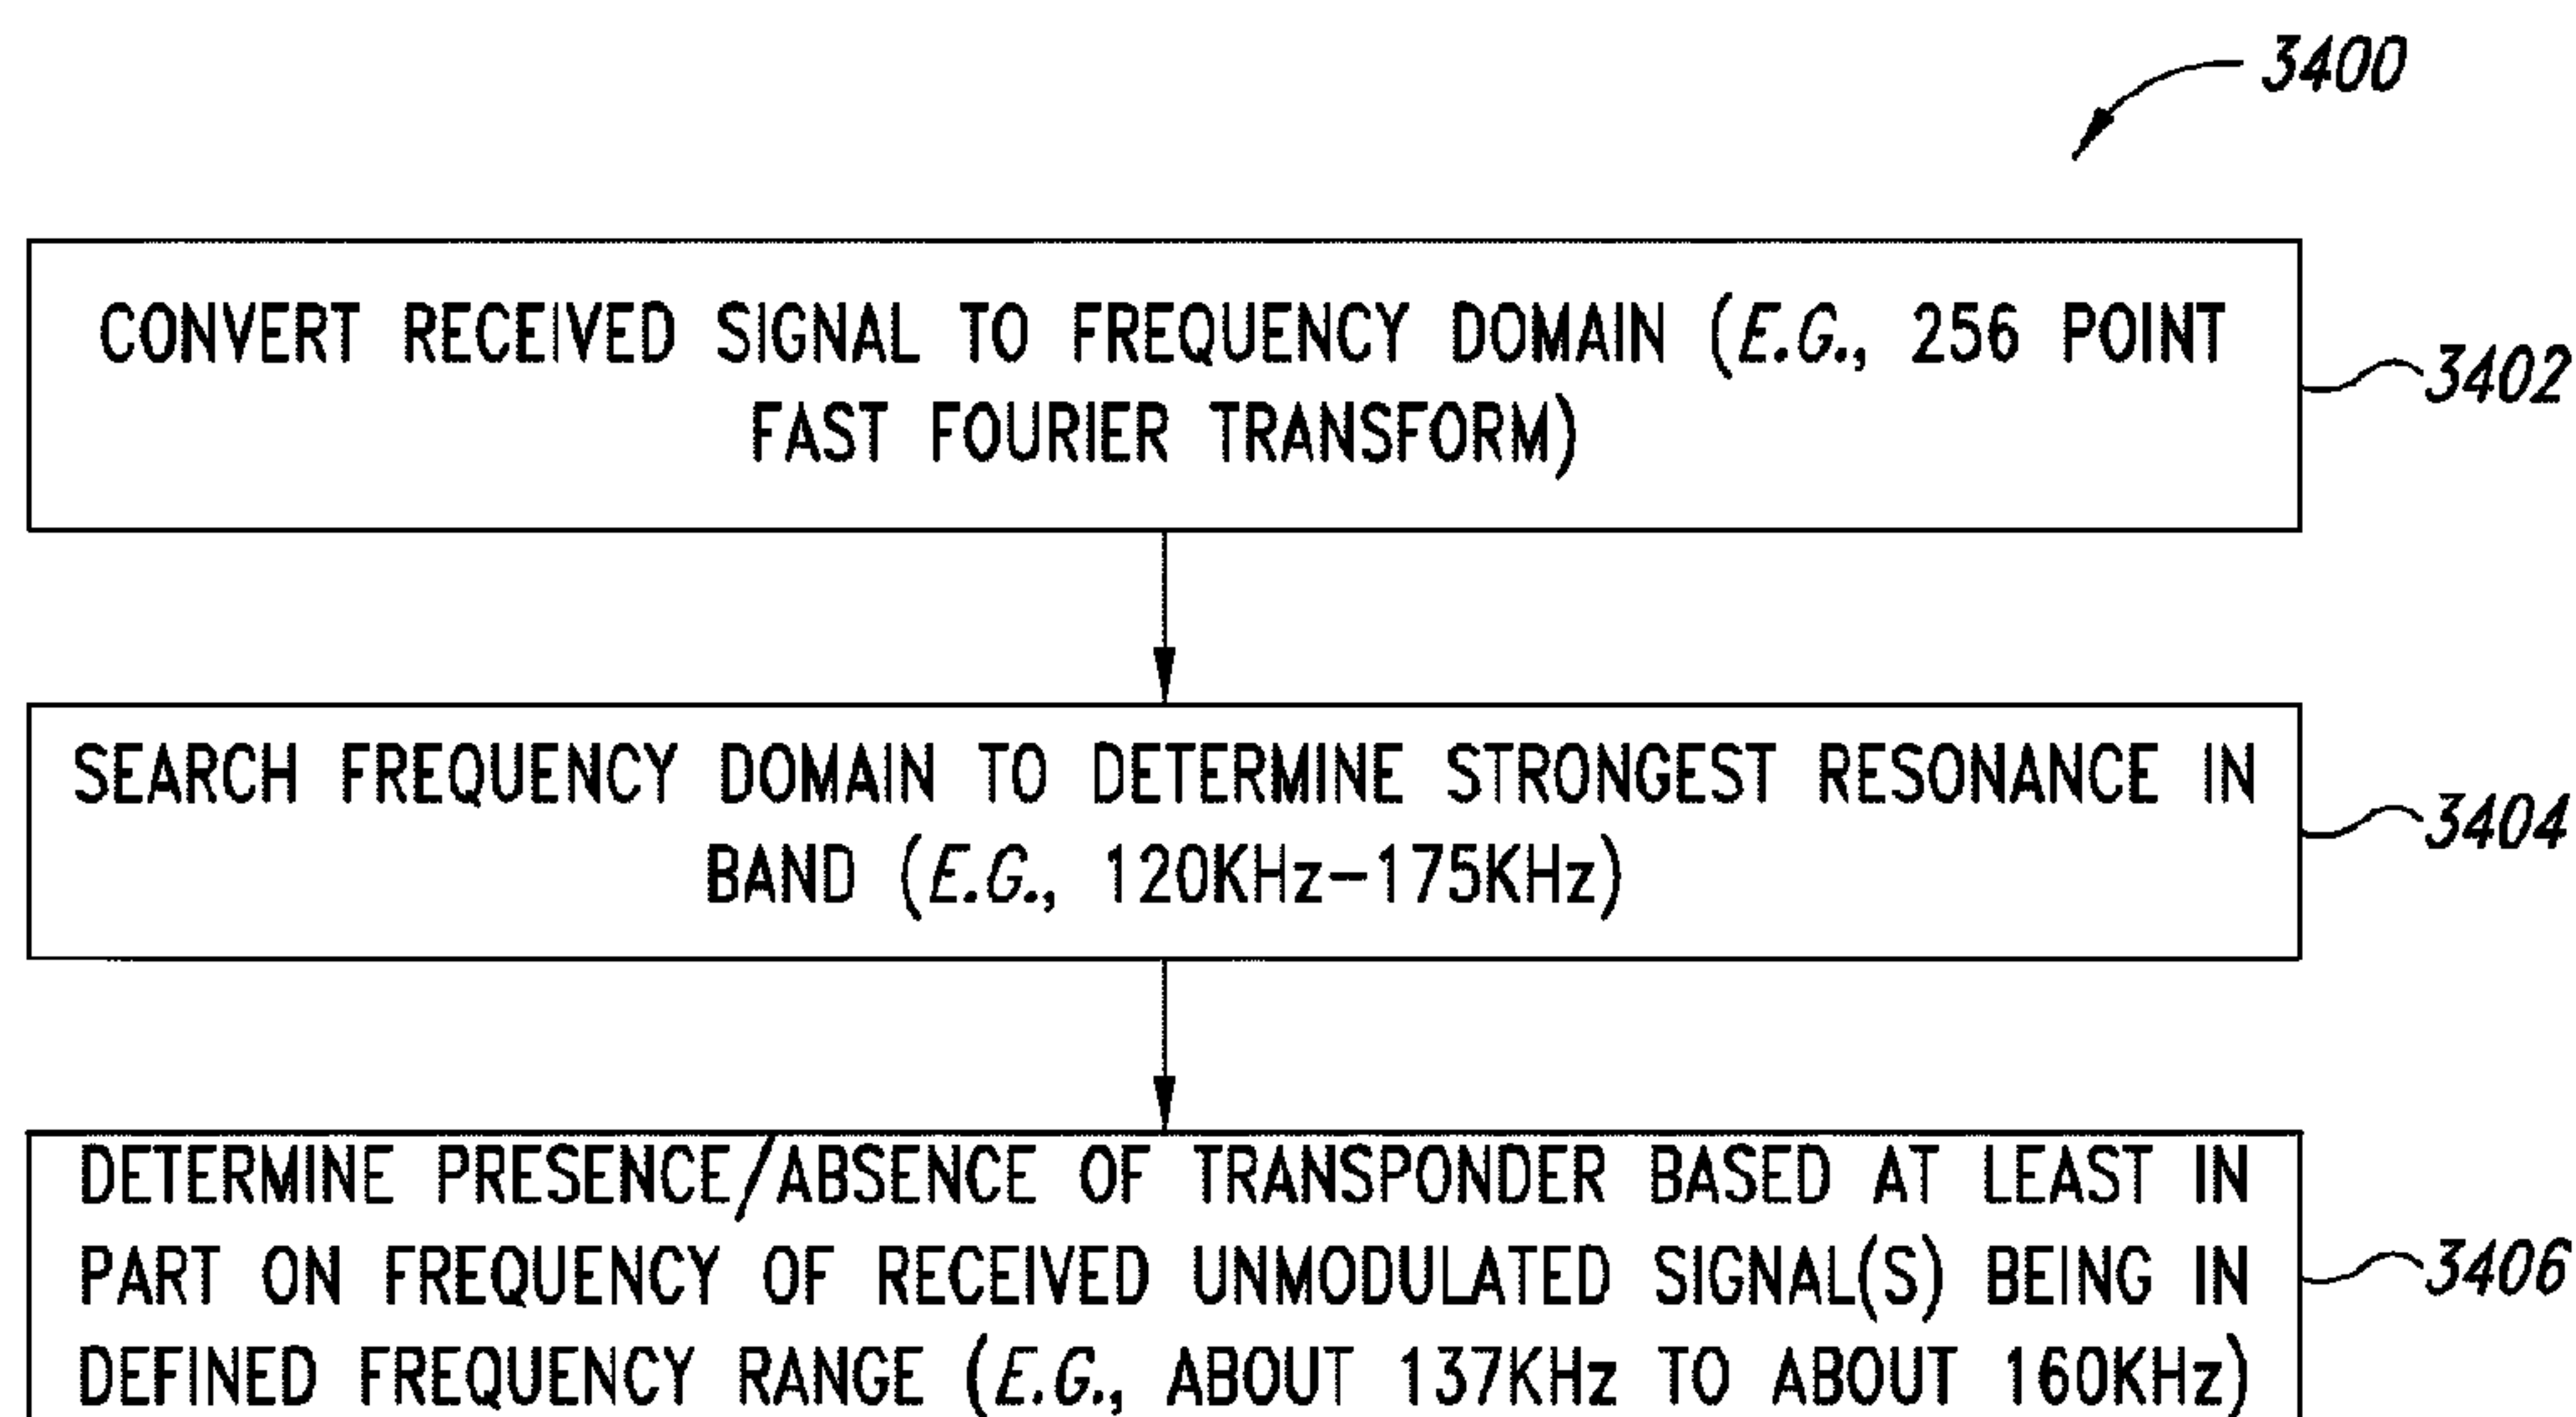 3400
CONVERT RECEIVED SIGNAL TO FREQUENCY DOMAIN (E.G., 256 POINT
FAST FOURIER TRANSFORM)
3402
SEARCH FREQUENCY DOMAIN TO DETERMINE STRONGEST RESONANCE IN
BAND (E.G., 120KHz-175KHz)
3404
DETERMINE PRESENCE/ABSENCE OF TRANSPONDER BASED AT LEAST IN
PART ON FREQUENCY OF RECEIVED UNMODULATED SIGNAL(S) BEING IN
DEFINED FREQUENCY RANGE (E.G., ABOUT 137KHz TO ABOUT 160KHz)
3406